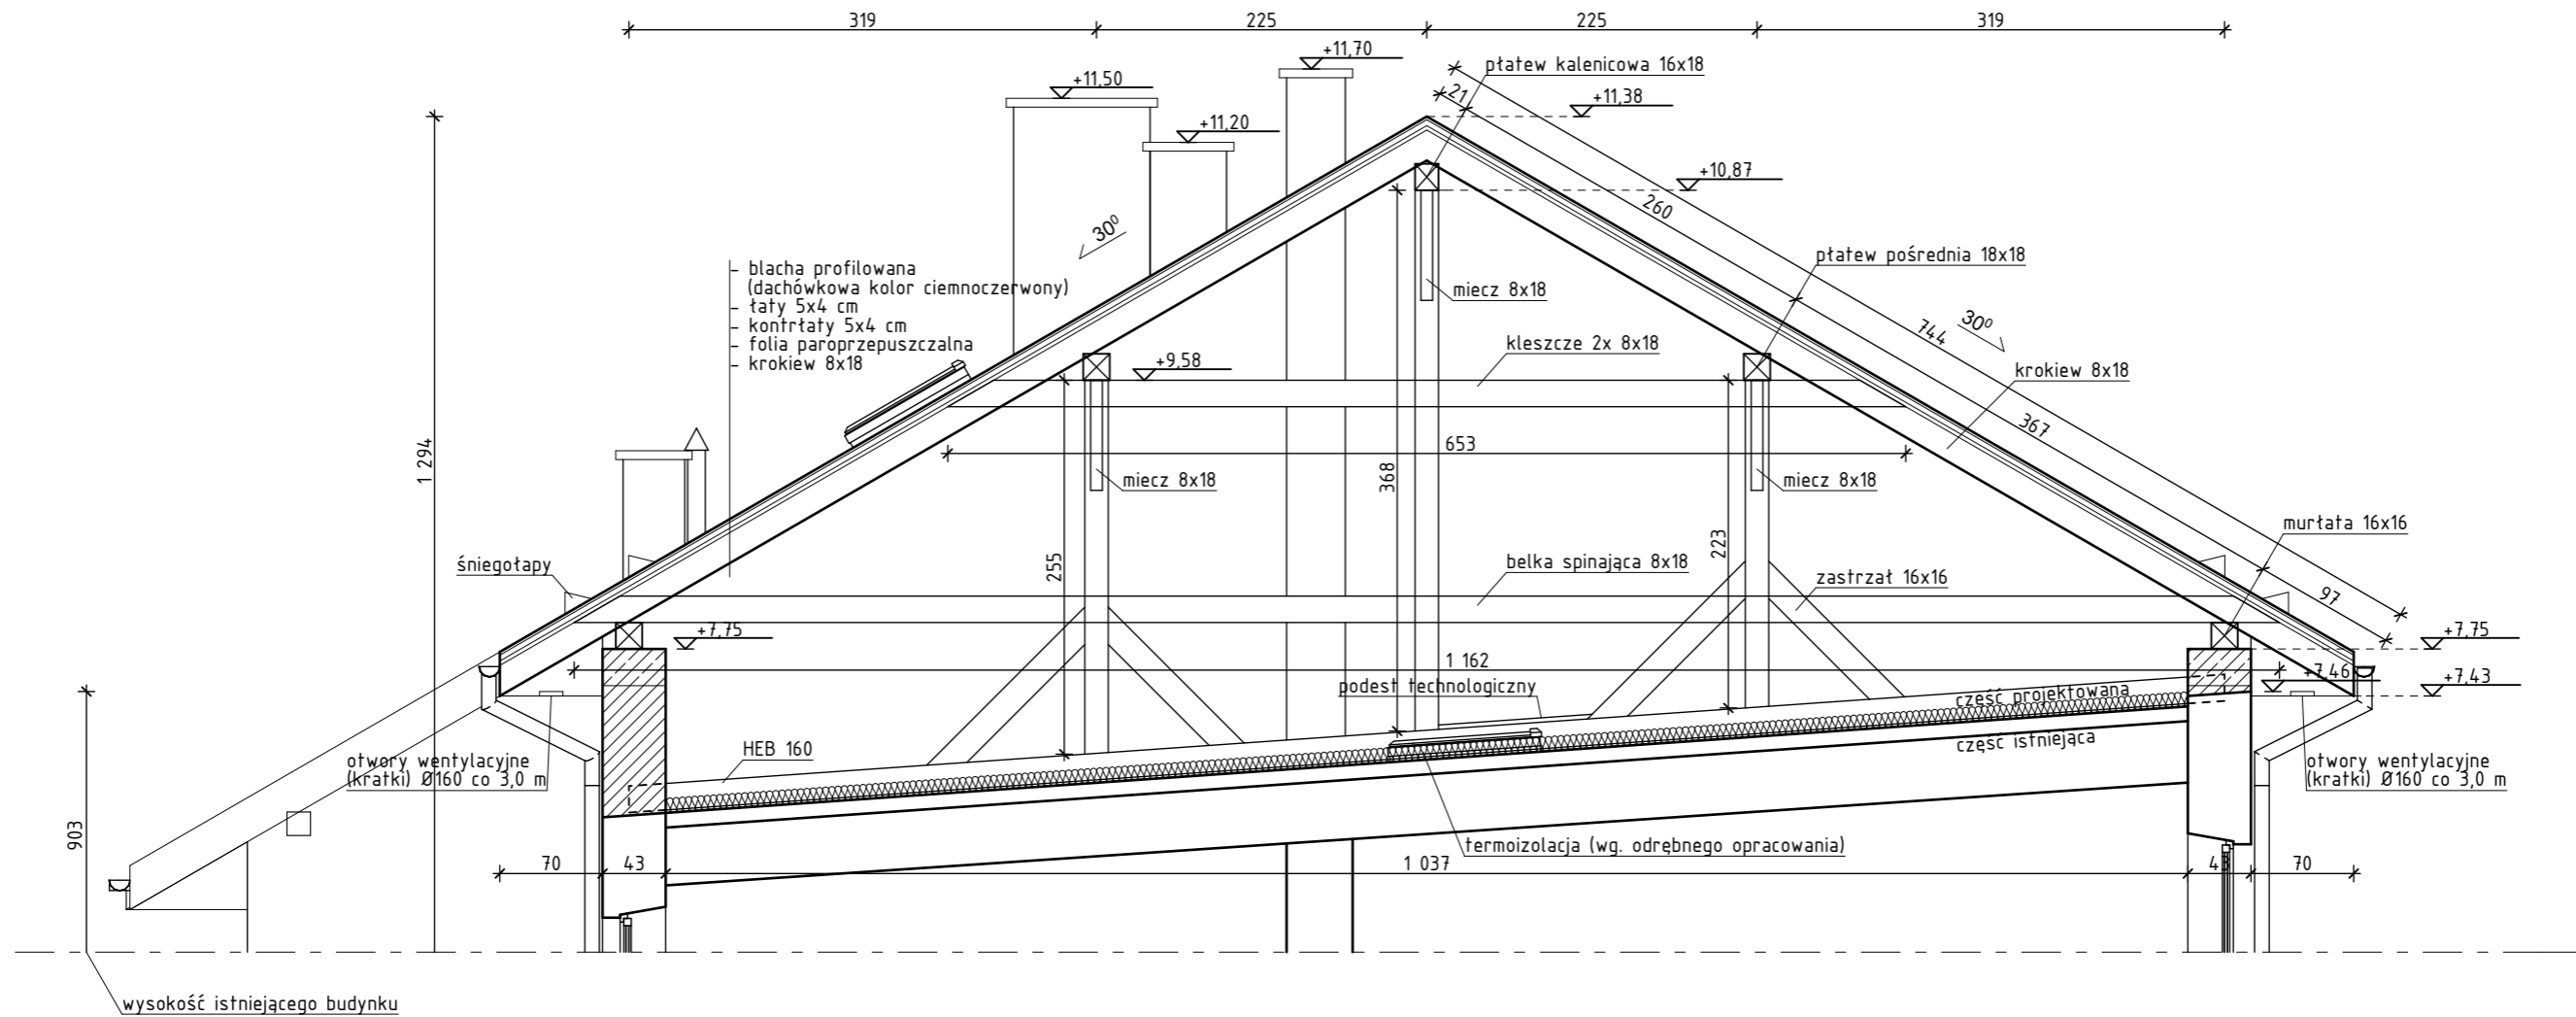 319
225
225
319
+11,70
+11,50
+11,20
płatew kalenicowa 16x18
21
+11,38
+10,87
260
30⁰
płatew pośrednia 18x18
- blacha profilowana
(dachówkowa kolor ciemnoczerwony)
- łaty 5x4 cm
- kontrłaty 5x4 cm
- folia paroprzepuszczalna
- krokiew 8x18
miecz 8x18
744
30⁰
kleszcze 2x 8x18
+9,58
krokiew 8x18
367
653
1 294
368
miecz 8x18
miecz 8x18
murłata 16x16
223
255
śniegołapy
belka spinająca 8x18
zastrzał 16x16
97
+7,75
+7,75
1 162
+7,46
+7,43
podest technologiczny
część projektowana
część istniejąca
HEB 160
otwory wentylacyjne
(kratki) Ø160 co 3,0 m
otwory wentylacyjne
(kratki) Ø160 co 3,0 m
903
termoizolacja (wg. odrębnego opracowania)
70
43
1 037
43
70
wysokość istniejącego budynku